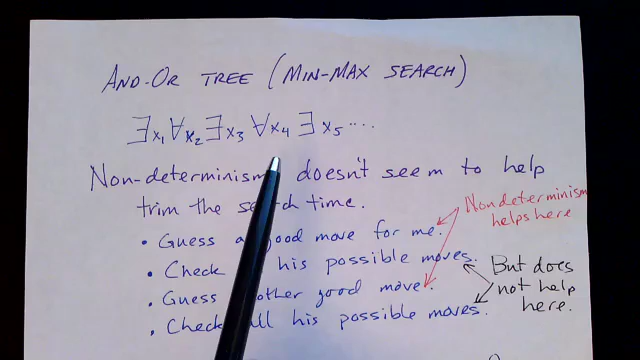 AND-OR TREE (MIN-MAX SEARCH)
∃x1 ∀x2 ∃x3 ∀x4 ∃x5 ....
Non-determinism doesn't seem to help
trim the search time.
• Guess a good move for me.
• Check his possible moves.
• Guess another good move.
• Check all his possible moves.
Nondeterminism
helps here
But does
not help
here.